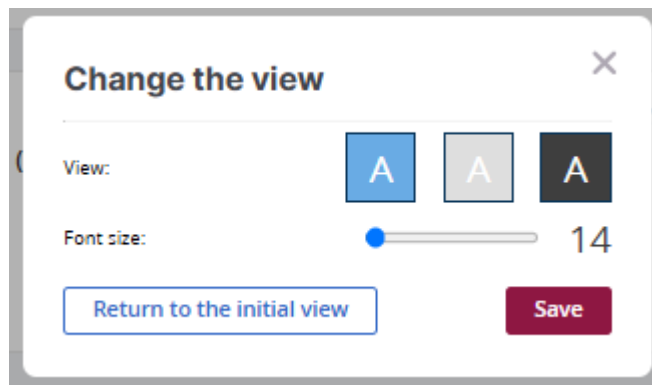 Change the view
View:
A A A
Font size:
14
Return to the initial view
Save